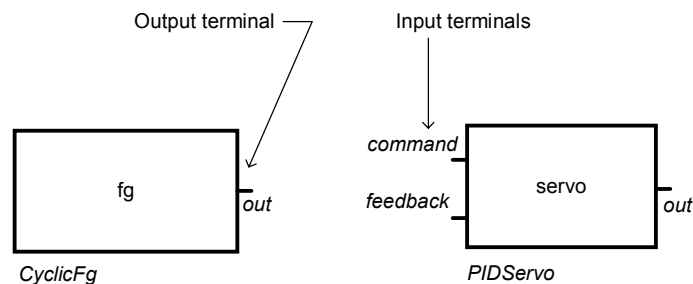 Output terminal
Input terminals
command
fg
servo
feedback
out
out
CyclicFg
PIDServo